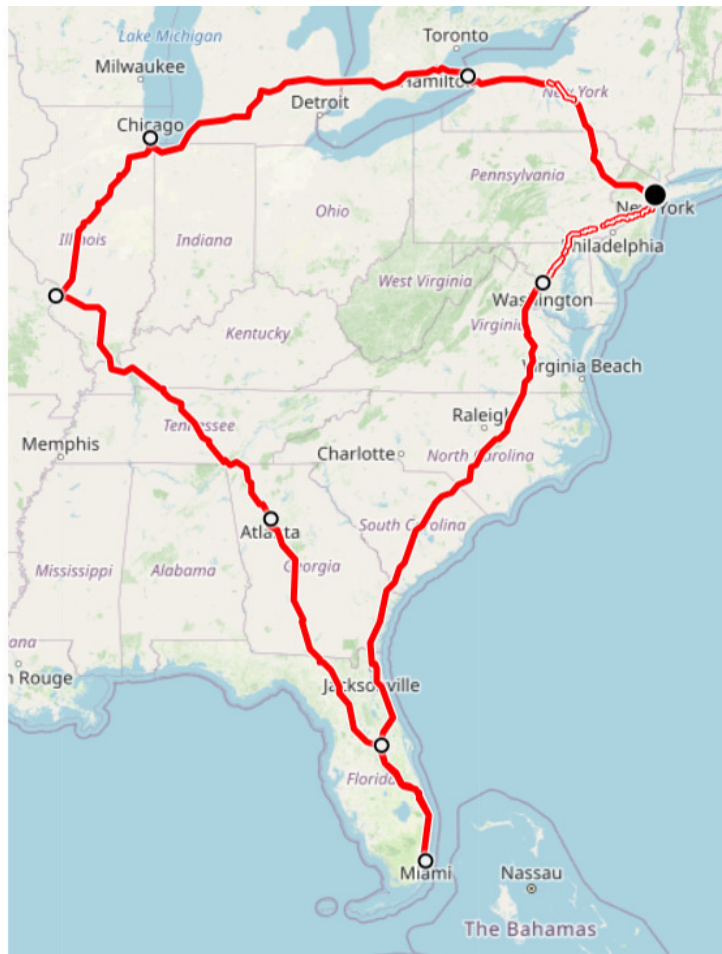 Lake Michigan
Toronto
Milwaukee
Hamilton
New York
Detroit
Chicago
Pennsylvania
New York
Ohio
Illinois
Indiana
Philadelphia
West Virginia
Washington
Kentucky
Virginia
Virginia Beach
Raleigh
Tennessee
Memphis
Charlotte
North Carolina
South Carolina
Atlanta
Mississippi
Alabama
Georgia
ana
n Rouge
Jacksonville
Florida
Miami
Nassau
The Bahamas